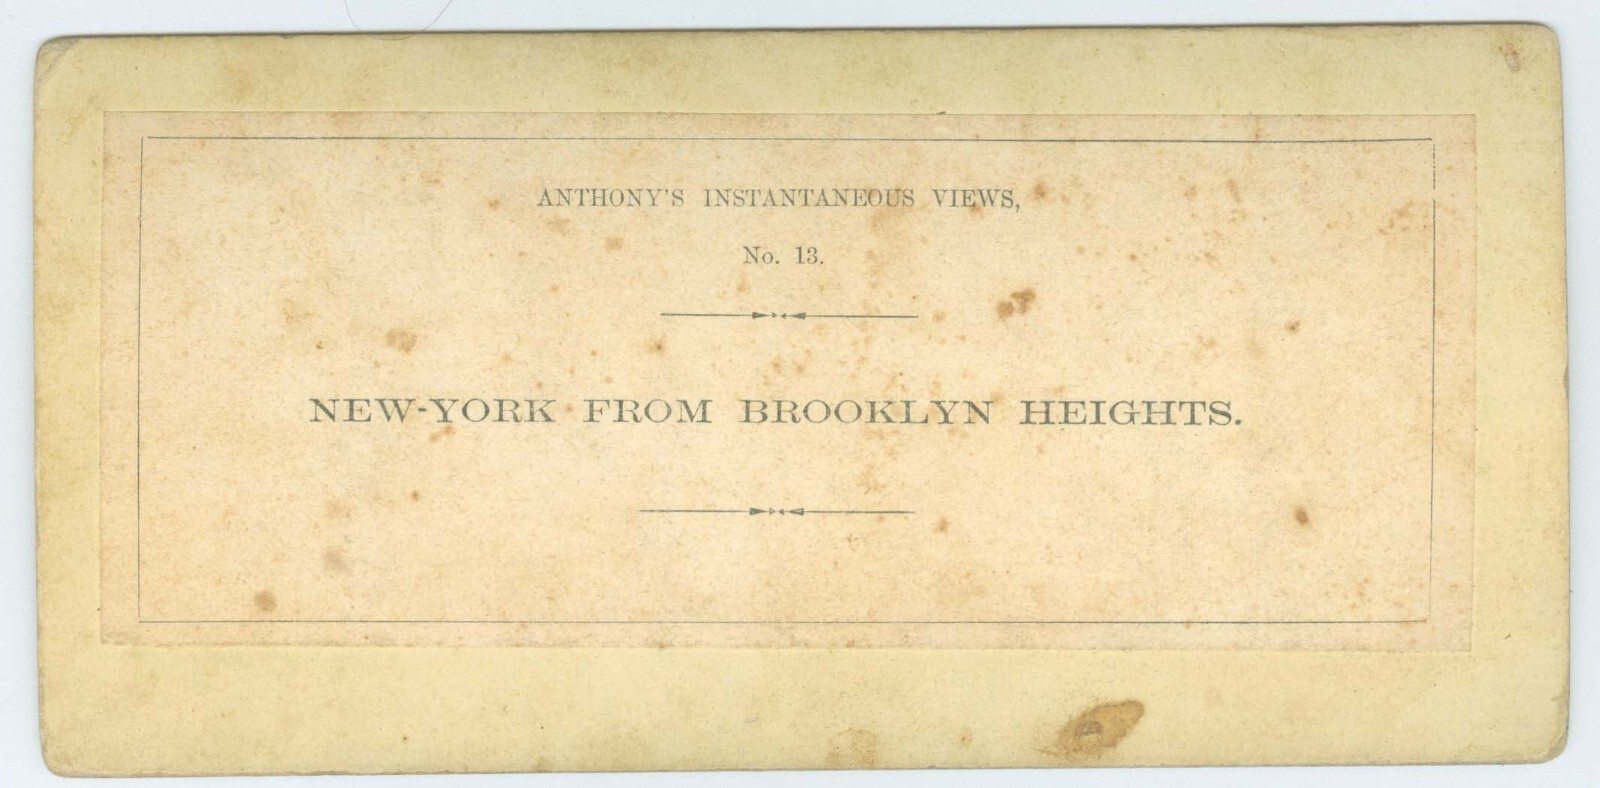 ANTHONY'S INSTANTANEOUS VIEWS,
No. 13.
NEW-YORK FROM BROOKLYN HEIGHTS.